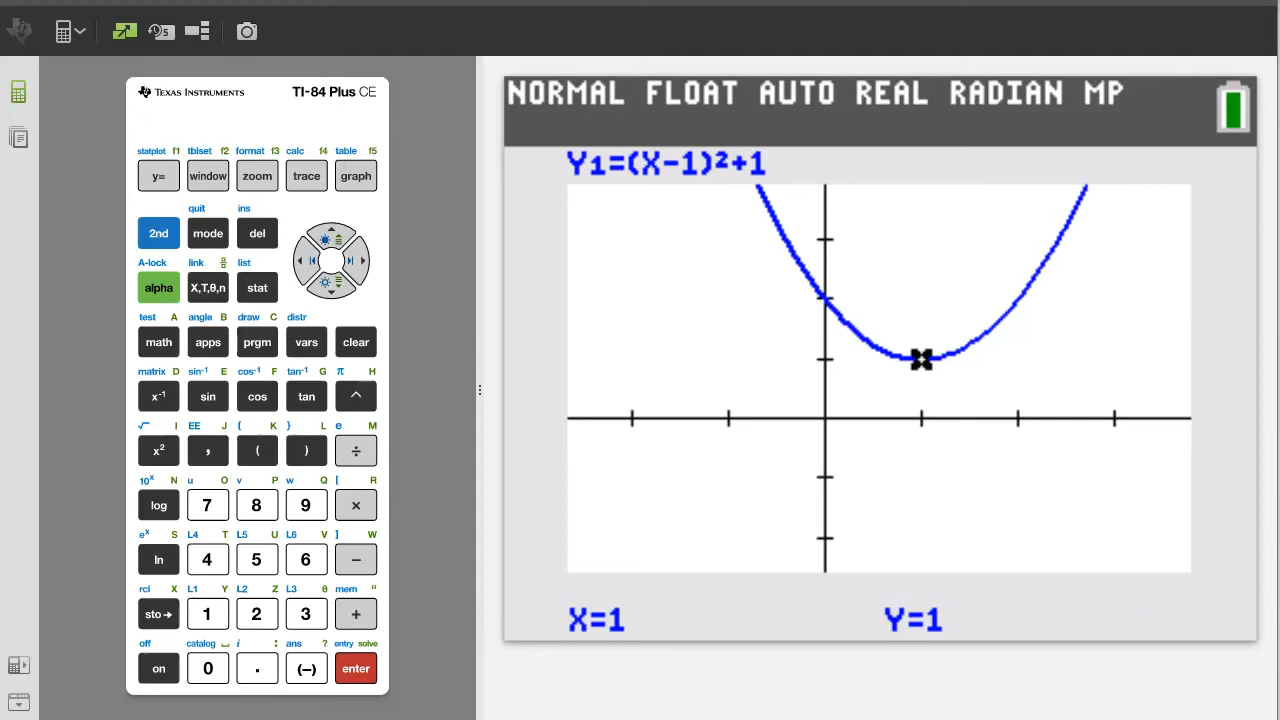 5
TEXAS INSTRUMENTS TI-84 Plus CE
statplot f1 tblset f2 format f3 calc f4 table f5
y= window zoom trace graph
quit ins
2nd mode del
A-lock link list
alpha X,T,θ,n stat
test A angle B draw C distr
math apps prgm vars clear
matrix D sin⁻¹ E cos⁻¹ F tan⁻¹ G π H
x⁻¹ sin cos tan ^
√ I EE J { K } L e M
x² , ( ) ÷
10ˣ N u O v P w Q [ R
log 7 8 9 ×
eˣ S L4 T L5 U L6 V ] W
ln 4 5 6 −
rcl X L1 Y L2 Z L3 θ mem “
sto→ 1 2 3 +
off catalog ⎵ i : ans ? entry solve
on 0 . (−) enter
NORMAL FLOAT AUTO REAL RADIAN MP
Y₁=(X-1)²+1
X=1 Y=1